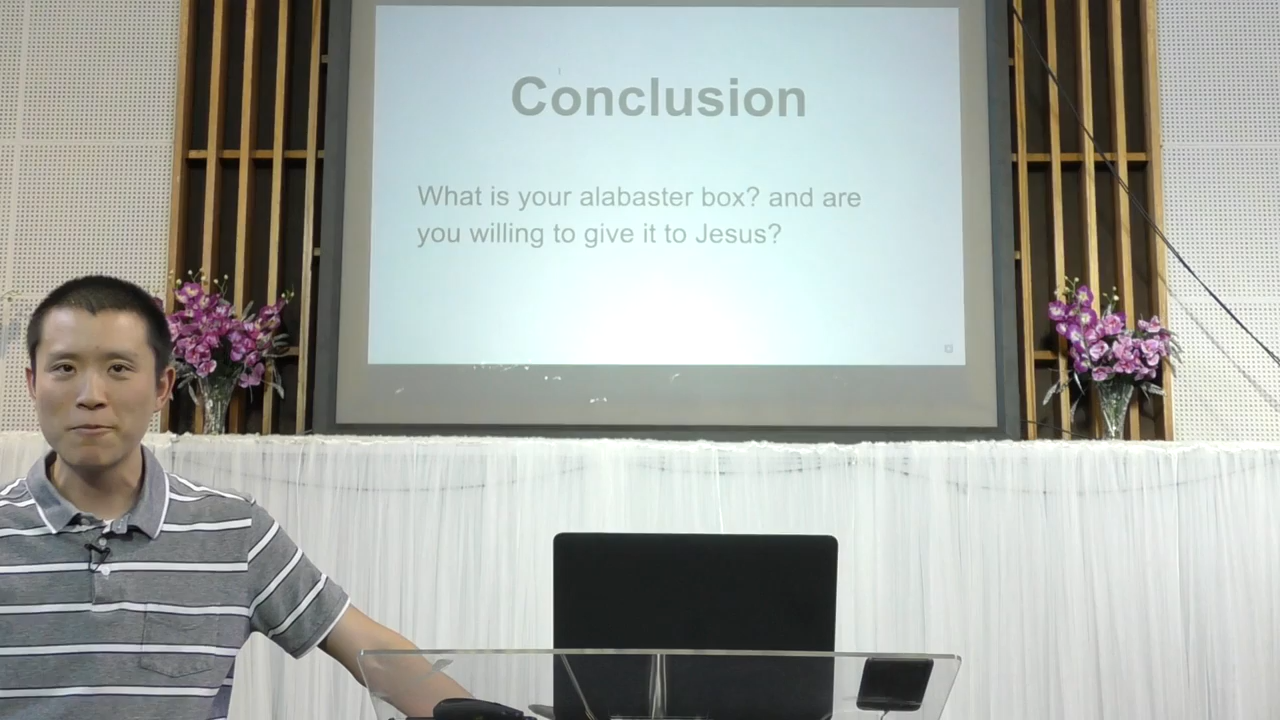 Conclusion
What is your alabaster box? and are
you willing to give it to Jesus?